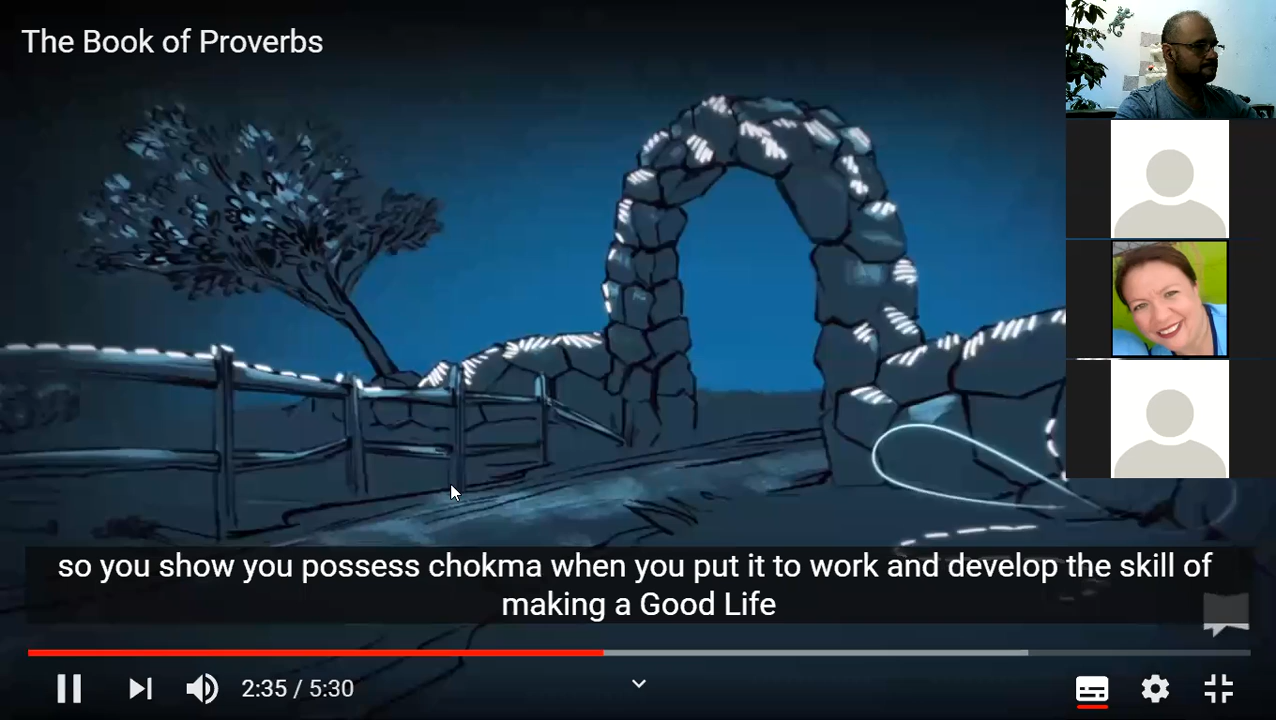 The Book of Proverbs
so you show you possess chokma when you put it to work and develop the skill of
making a Good Life
2:35 / 5:30